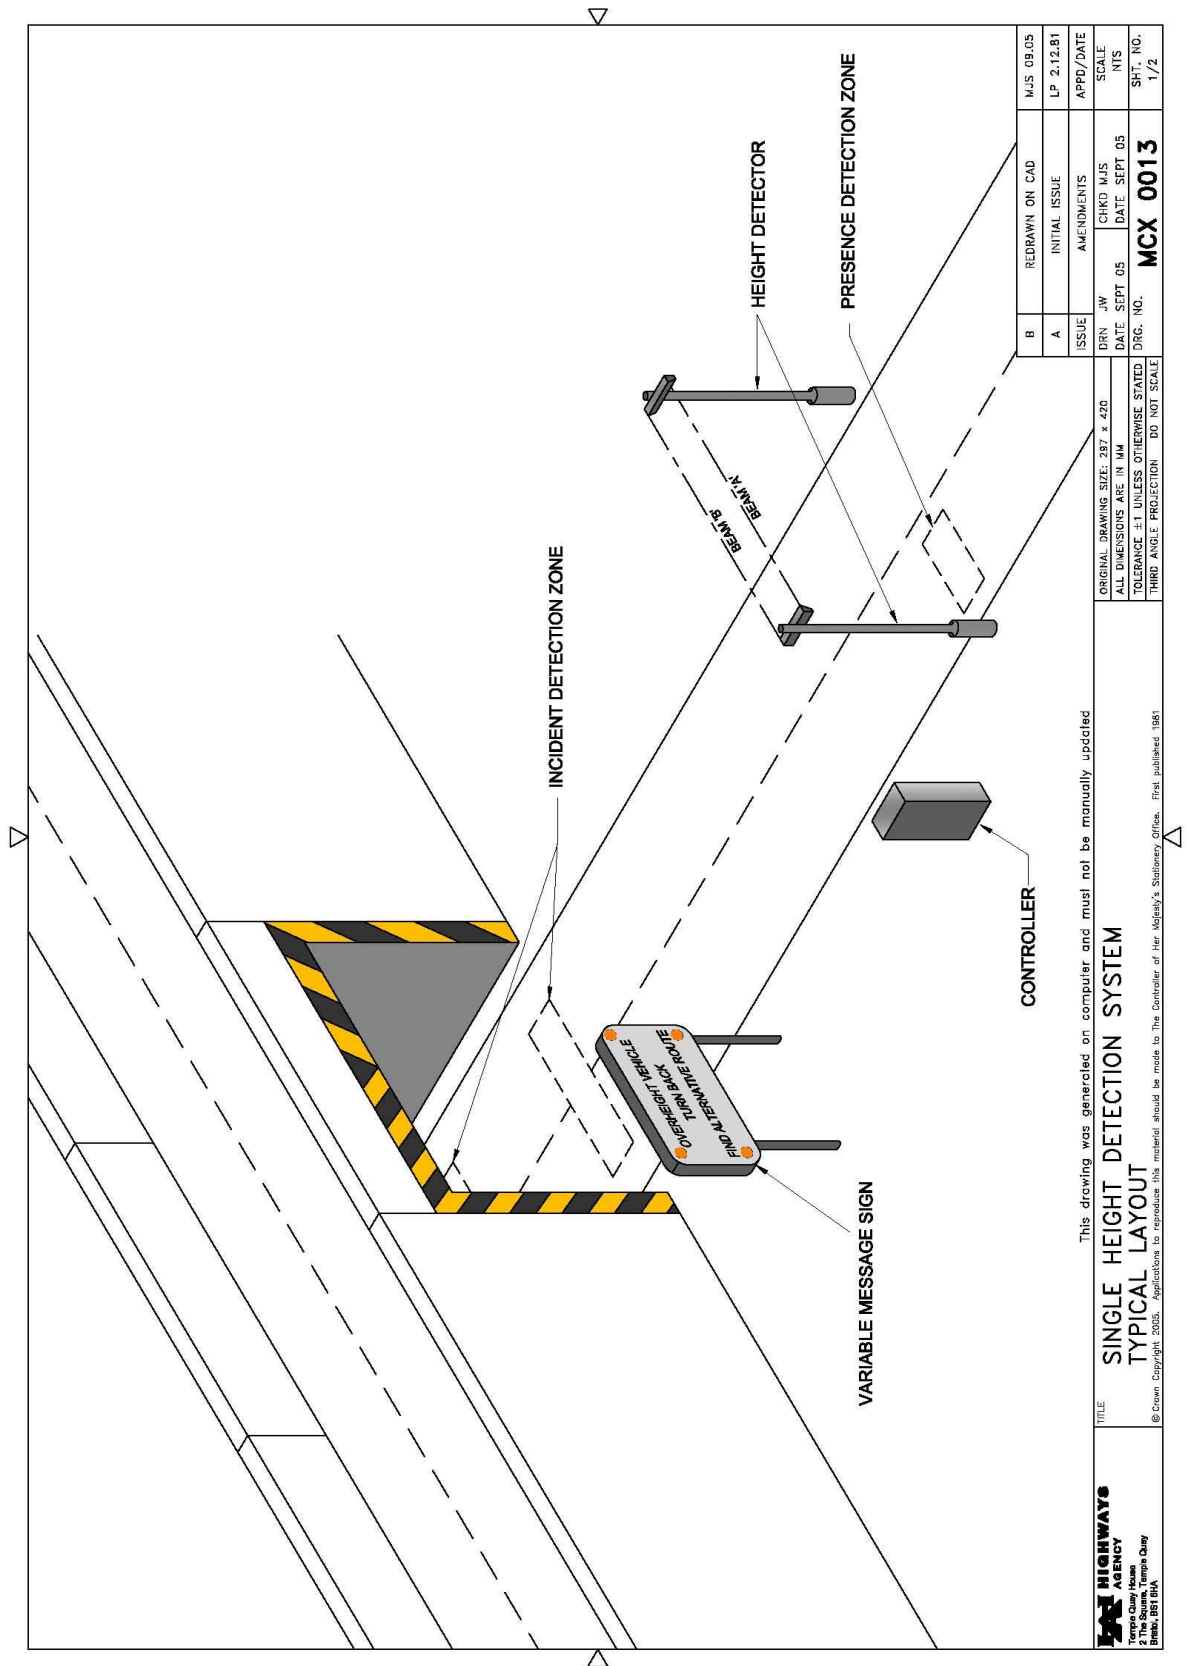 INCIDENT DETECTION ZONE
HEIGHT DETECTOR
PRESENCE DETECTION ZONE
BEAM 'B'
BEAM 'A'
OVERHEIGHT VEHICLE
TURN BACK
FIND ALTERNATIVE ROUTE
VARIABLE MESSAGE SIGN
CONTROLLER
This drawing was generated on computer and must not be manually updated
B REDRAWN ON CAD MJS 09.05
A INITIAL ISSUE LP 2.12.81
ISSUE AMENDMENTS APPD/DATE
HIGHWAYS
AGENCY
Temple Quay House
2 The Square, Temple Quay
Bristol, BS1 6HA
TITLE
SINGLE HEIGHT DETECTION SYSTEM
TYPICAL LAYOUT
© Crown Copyright 2005. Applications to reproduce this material should be made to The Controller of Her Majesty's Stationery Office. First published 1981
ORIGINAL DRAWING SIZE: 297 x 420
ALL DIMENSIONS ARE IN MM
TOLERANCE ±1 UNLESS OTHERWISE STATED
THIRD ANGLE PROJECTION DO NOT SCALE
DRN JW
DATE SEPT 05
CHKD MJS
DATE SEPT 05
SCALE
NTS
DRG. NO.
MCX 0013
SHT. NO.
1/2